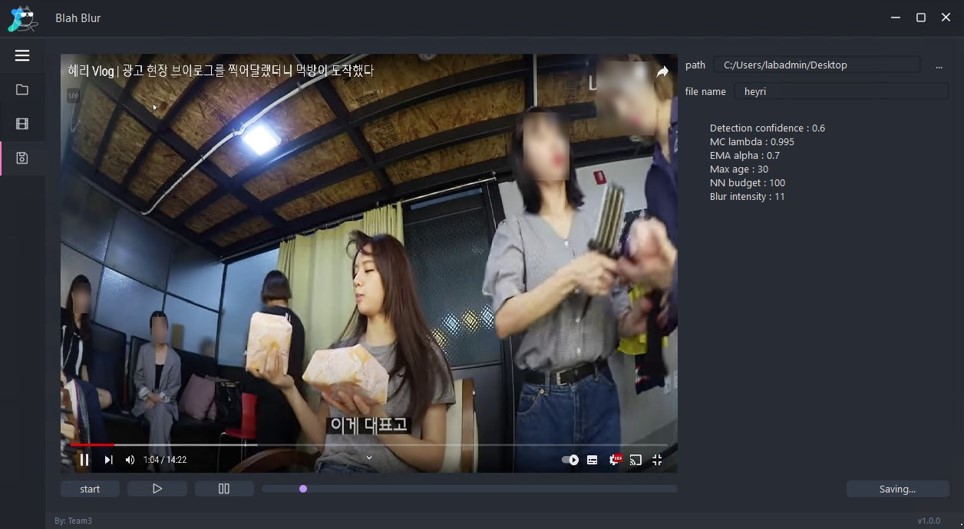 Blah Blur
혜리 Vlog | 광고 현장 브이로그를 찍어달랬더니 먹방이 도착했다
이게 대표고
1:04 / 14:22
start
path
C:/Users/labadmin/Desktop
...
file name
heyri
Detection confidence : 0.6
MC lambda : 0.995
EMA alpha : 0.7
Max age : 30
NN budget : 100
Blur intensity : 11
Saving...
By: Team3
v1.0.0